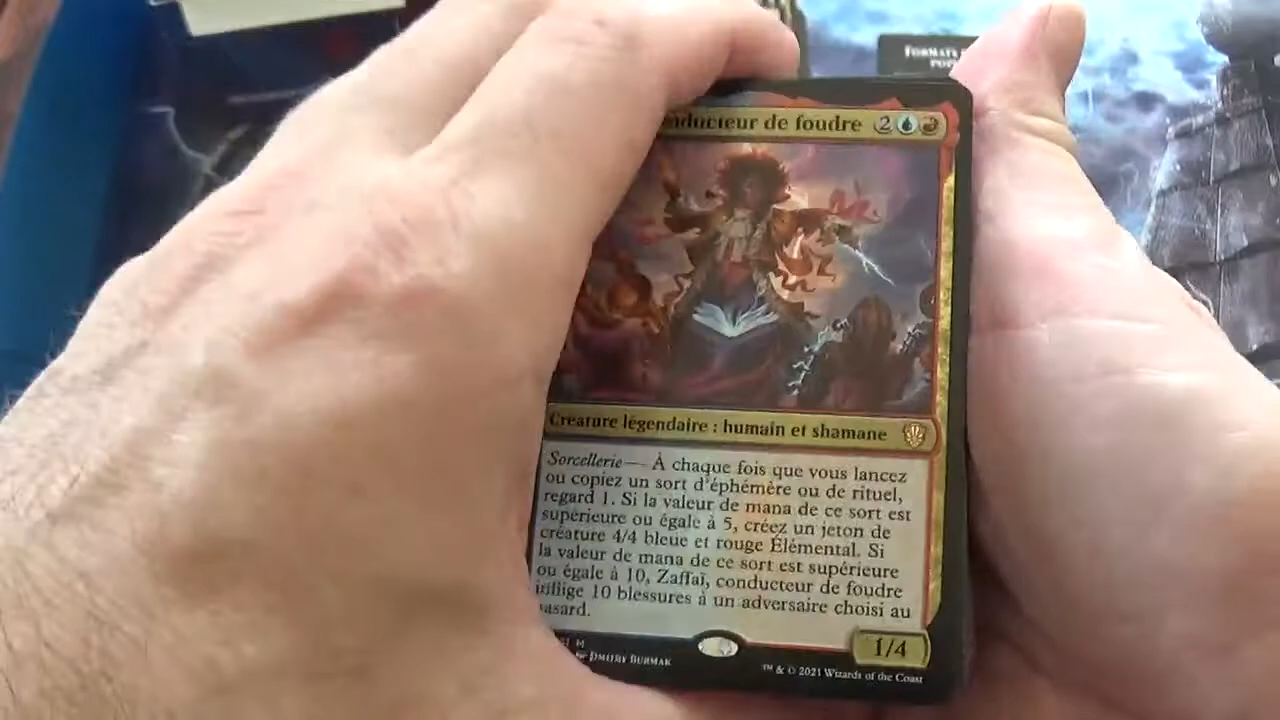 FORMATS
nducteur de foudre 2
Créature légendaire : humain et shamane
Sorcellerie — À chaque fois que vous lancez
ou copiez un sort d'éphémère ou de rituel,
regard 1. Si la valeur de mana de ce sort est
supérieure ou égale à 5, créez un jeton de
créature 4/4 bleue et rouge Élémental. Si
la valeur de mana de ce sort est supérieure
ou égale à 10, Zaffaï, conducteur de foudre
inflige 10 blessures à un adversaire choisi au
hasard.
1/4
M
DMITRY BURMAK
™ & © 2021 Wizards of the Coast